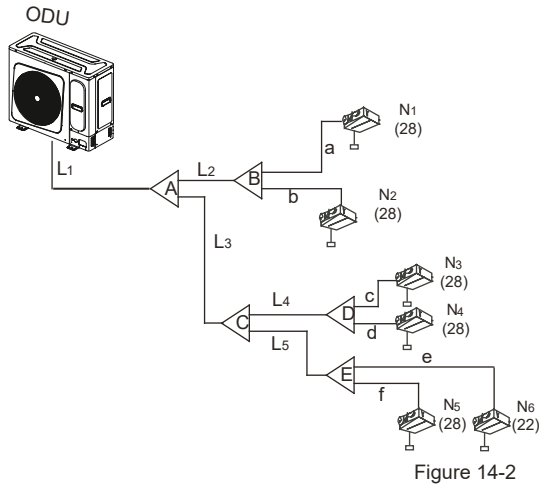 ODU
N1
(28)
a
L1
L2
A
B
b
N2
(28)
L3
N3
(28)
L4
c
D
C
d
N4
(28)
L5
e
E
f
N5
(28)
N6
(22)
Figure 14-2